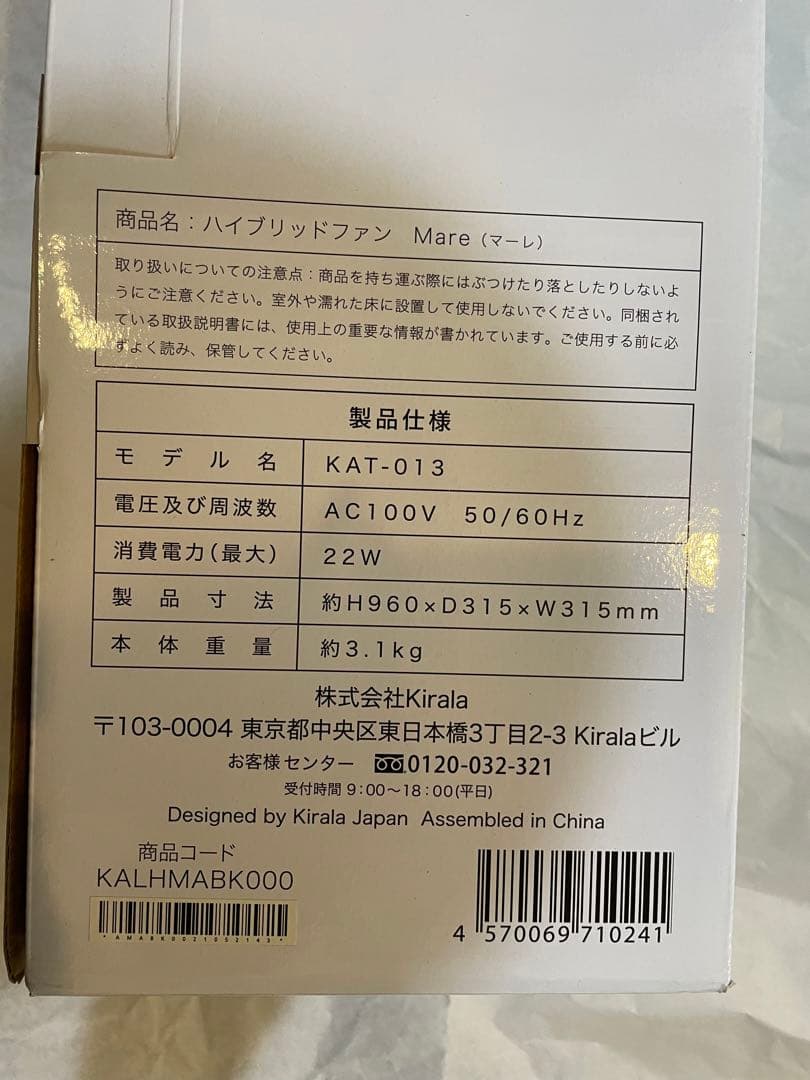 商品名：ハイブリッドファン　Mare（マーレ）
取り扱いについての注意点：商品を持ち運ぶ際にはぶつけたり落としたりしないよ
うにご注意ください。室外や濡れた床に設置して使用しないでください。同梱され
ている取扱説明書には、使用上の重要な情報が書かれています。ご使用する前に必
ずよく読み、保管してください。
製品仕様
モデル名　KAT-013
電圧及び周波数　AC100V　50/60Hz
消費電力（最大）　22W
製品寸法　約H960×D315×W315mm
本体重量　約3.1kg
株式会社Kirala
〒103-0004 東京都中央区東日本橋3丁目2-3 Kiralaビル
お客様センター　0120-032-321
受付時間 9:00〜18:00(平日)
Designed by Kirala Japan  Assembled in China
商品コード
KALHMABK000
*AMABK0021052143*
4 570069 710241